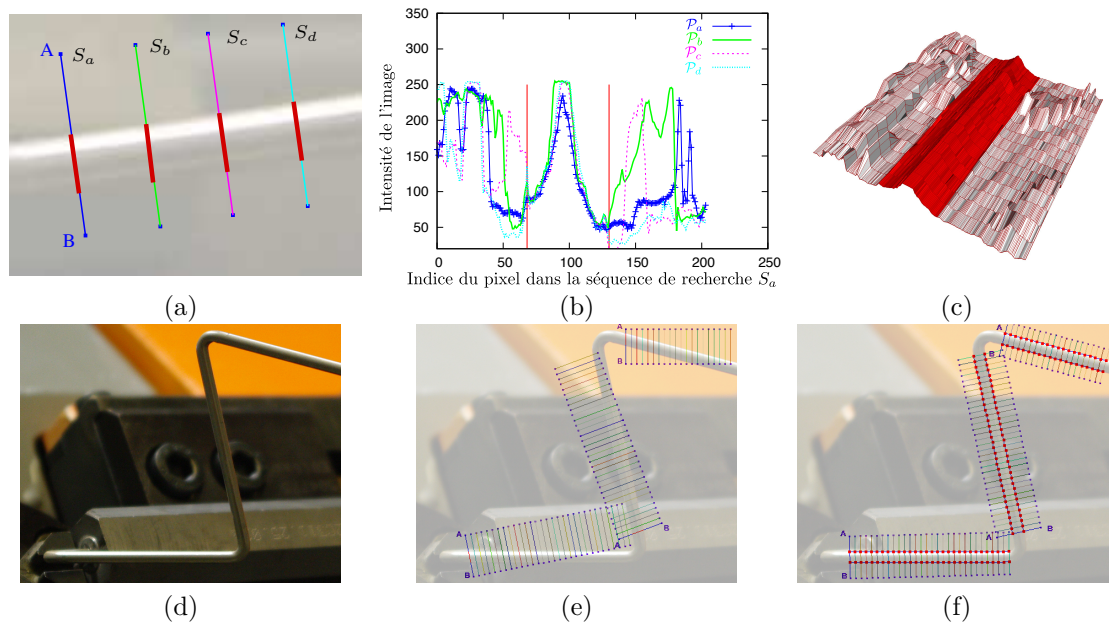 A
S_a
S_b
S_c
S_d
B
(a)
Intensité de l'image
350
300
250
200
150
100
50
0 50 100 150 200 250
P_a
P_b
P_c
P_d
Indice du pixel dans la séquence de recherche S_a
(b)
(c)
(d)
A
B
A
B
A
B
(e)
A
B
B
A
A
B
(f)